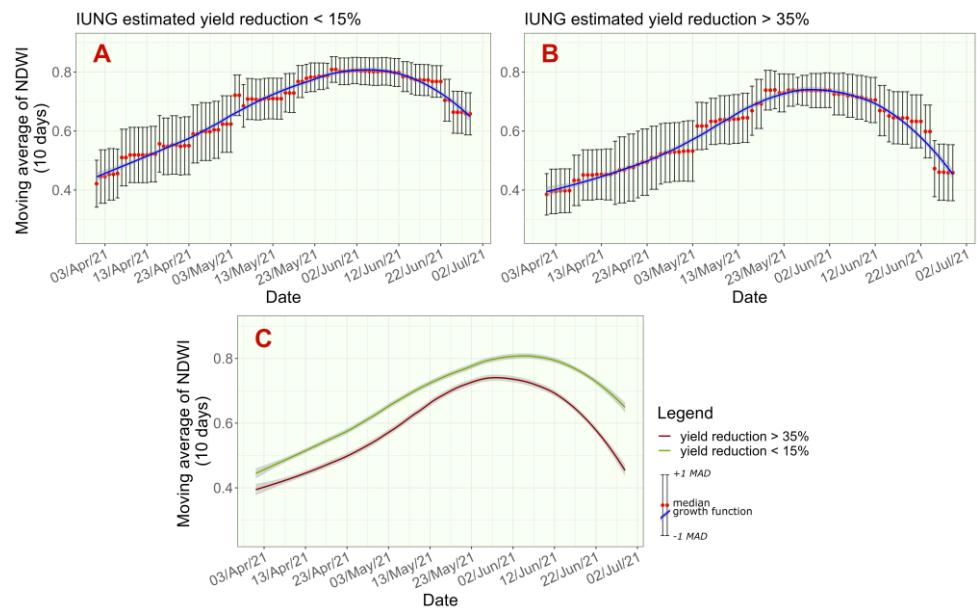 IUNG estimated yield reduction < 15%
A
Moving average of NDWI
(10 days)
0.8
0.6
0.4
03/Apr/21
13/Apr/21
23/Apr/21
03/May/21
13/May/21
23/May/21
02/Jun/21
12/Jun/21
22/Jun/21
02/Jul/21
Date
IUNG estimated yield reduction > 35%
B
Moving average of NDWI
(10 days)
0.8
0.6
0.4
03/Apr/21
13/Apr/21
23/Apr/21
03/May/21
13/May/21
23/May/21
02/Jun/21
12/Jun/21
22/Jun/21
02/Jul/21
Date
C
Moving average of NDWI
(10 days)
0.8
0.6
0.4
03/Apr/21
13/Apr/21
23/Apr/21
03/May/21
13/May/21
23/May/21
02/Jun/21
12/Jun/21
22/Jun/21
02/Jul/21
Date
Legend
yield reduction > 35%
yield reduction < 15%
+1 MAD
median
growth function
-1 MAD